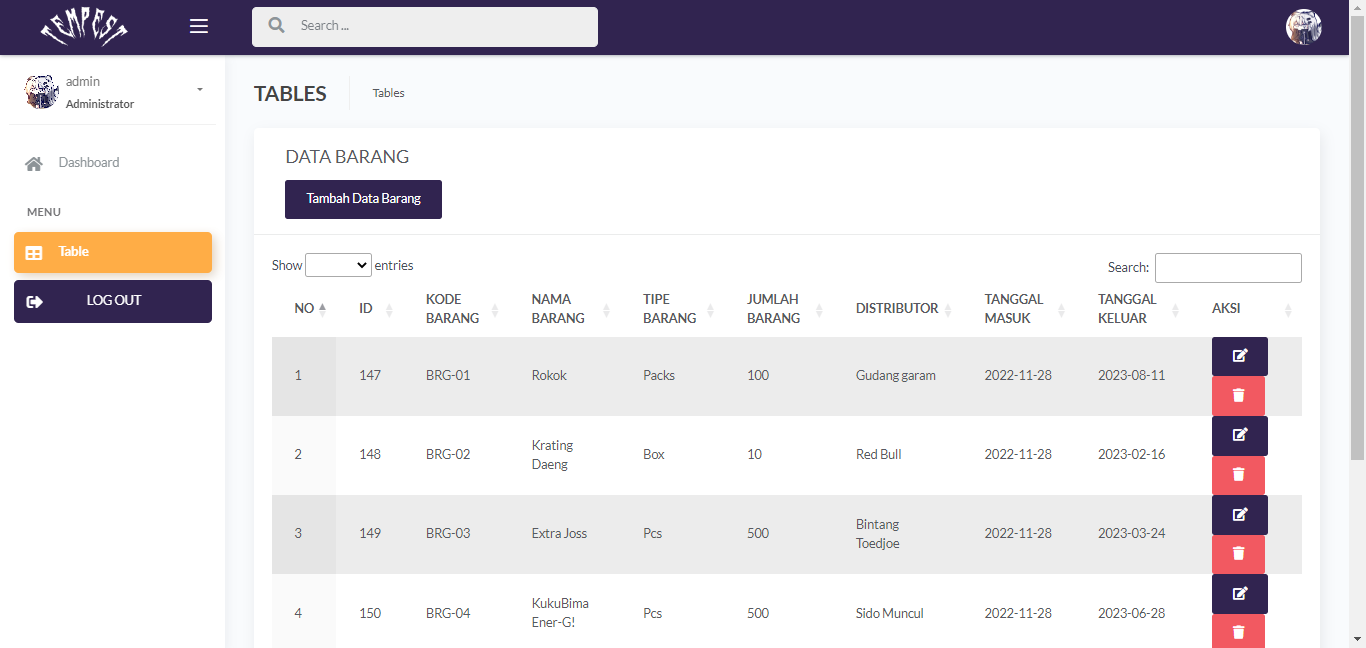 TEMPEST
Search ...
admin
Administrator
Dashboard
MENU
Table
LOG OUT
TABLES
Tables
DATA BARANG
Tambah Data Barang
Show entries
Search:
NO ID KODE BARANG NAMA BARANG TIPE BARANG JUMLAH BARANG DISTRIBUTOR TANGGAL MASUK TANGGAL KELUAR AKSI
1 147 BRG-01 Rokok Packs 100 Gudang garam 2022-11-28 2023-08-11
2 148 BRG-02 Krating Daeng Box 10 Red Bull 2022-11-28 2023-02-16
3 149 BRG-03 Extra Joss Pcs 500 Bintang Toedjoe 2022-11-28 2023-03-24
4 150 BRG-04 KukuBima Ener-G! Pcs 500 Sido Muncul 2022-11-28 2023-06-28